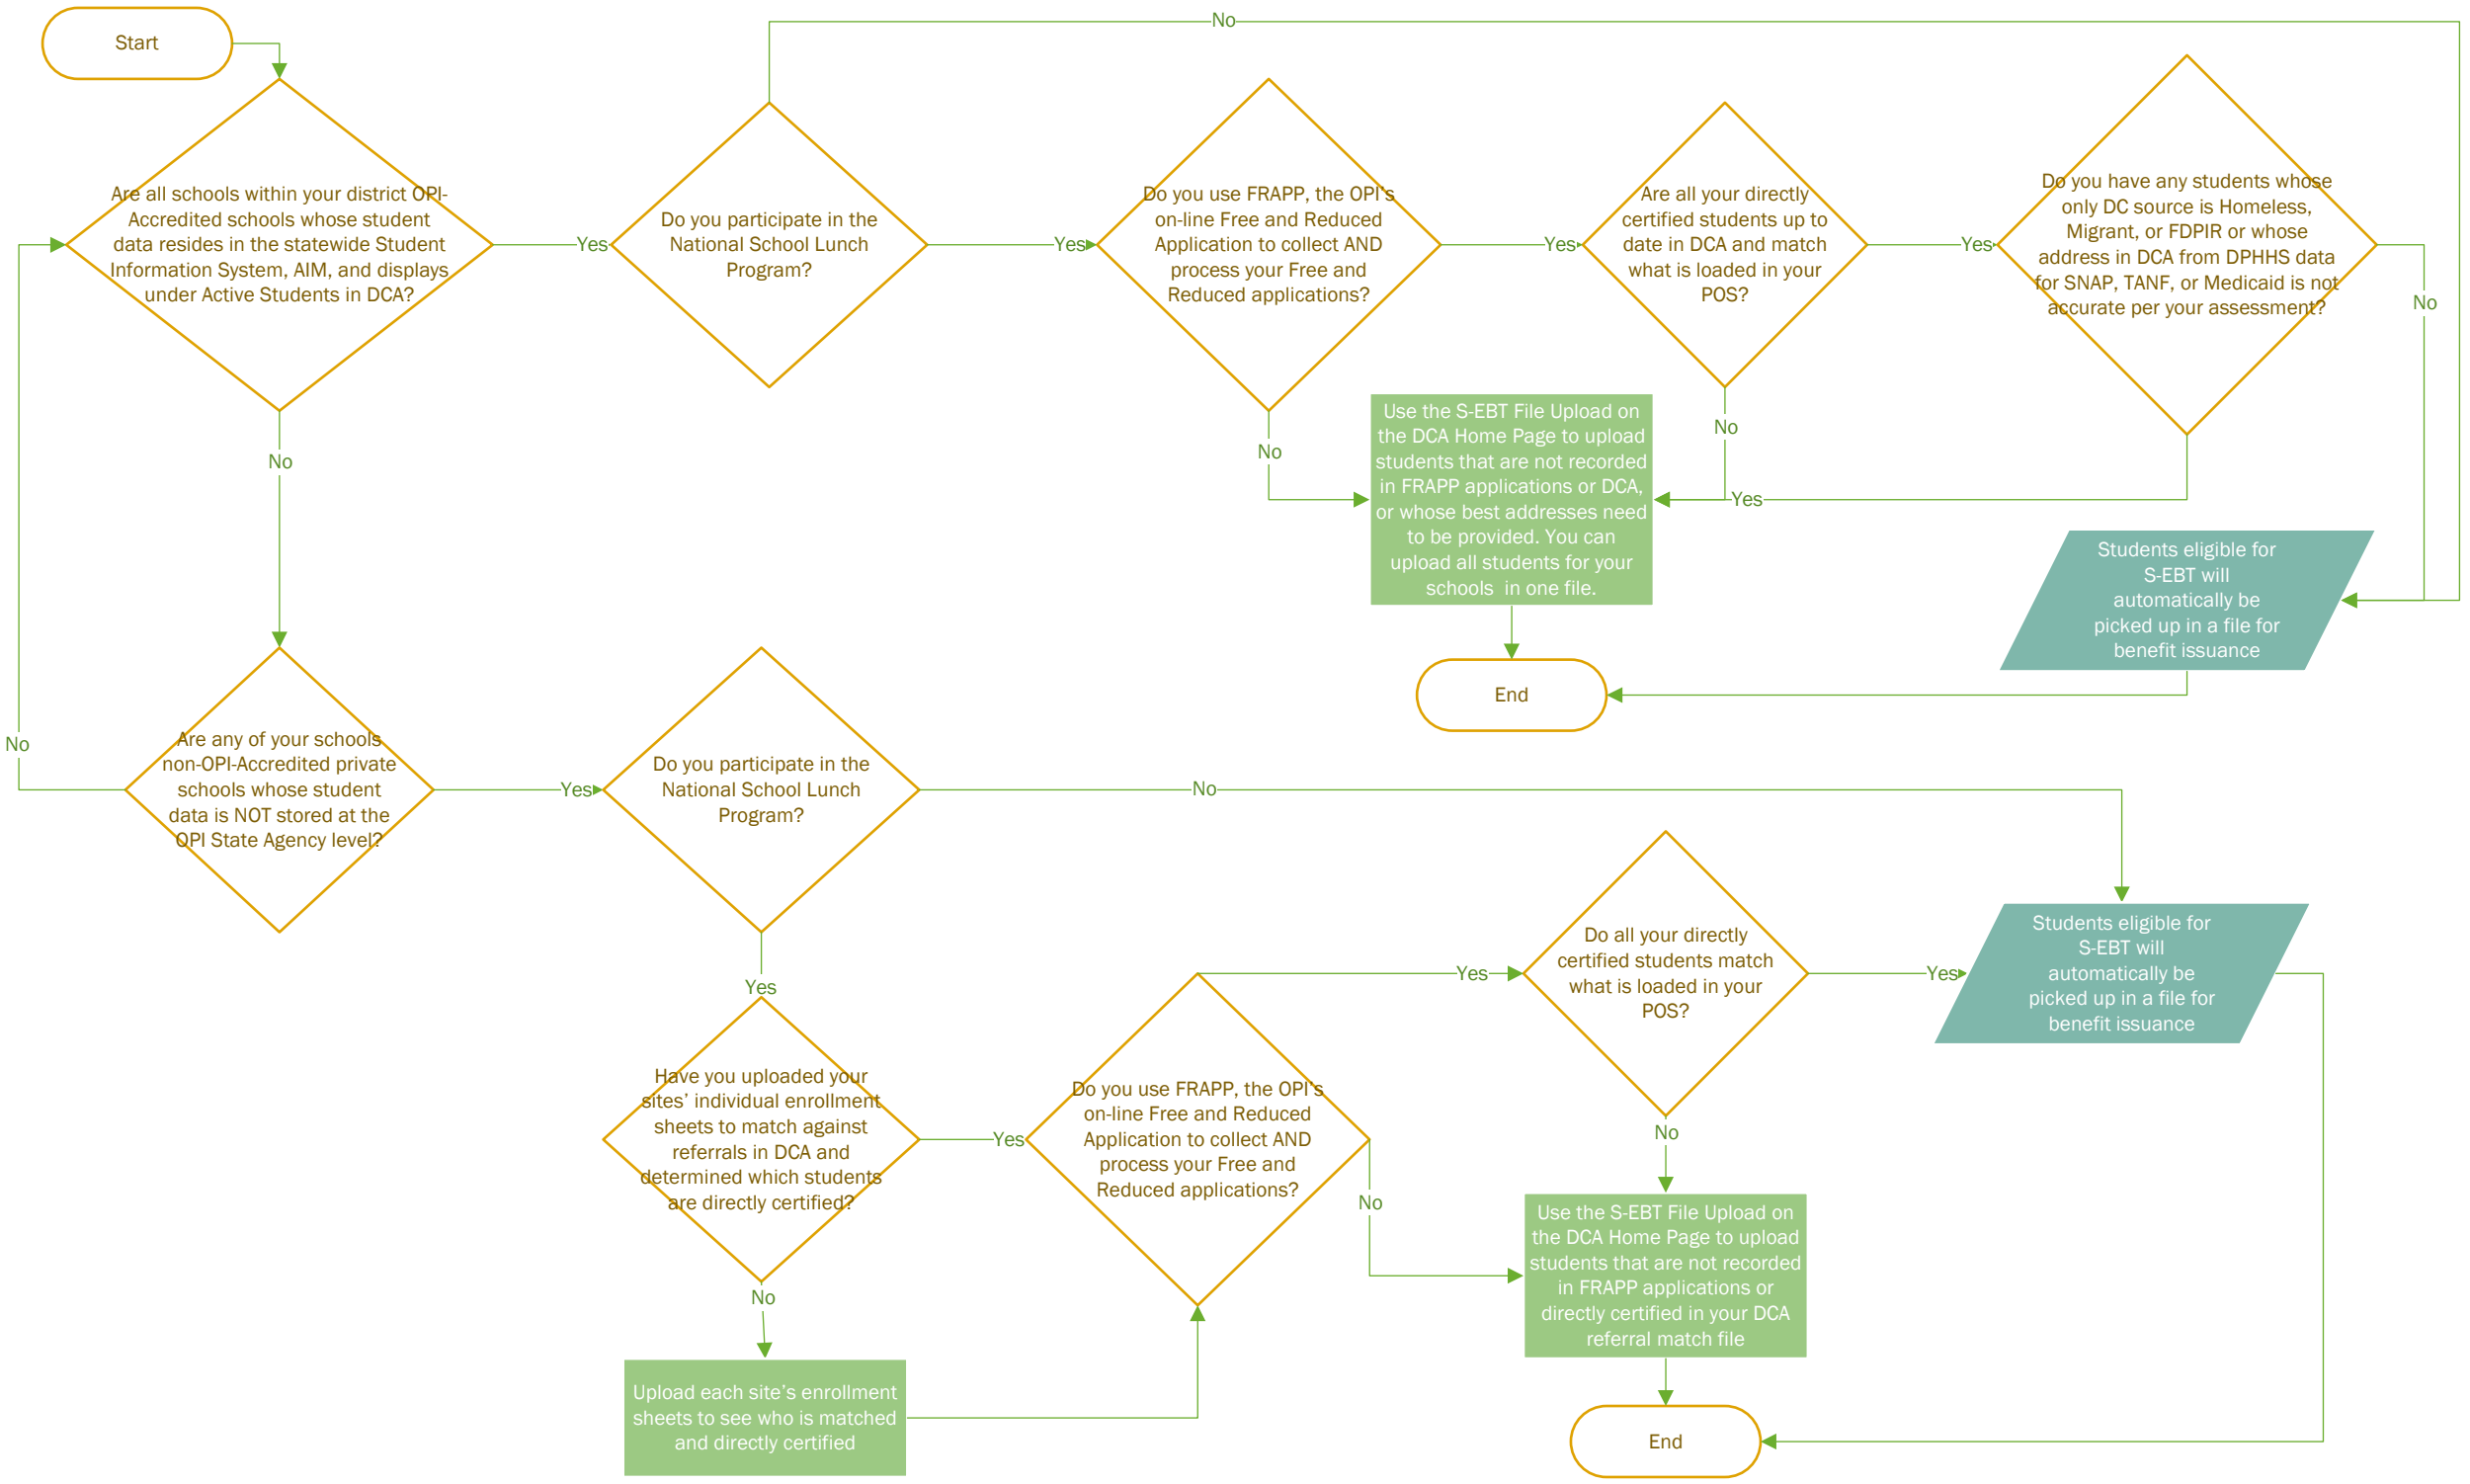 Start
No
Are all schools within your district OPI-
Accredited schools whose student
data resides in the statewide Student
Information System, AIM, and displays
under Active Students in DCA?
Yes
Do you participate in the
National School Lunch
Program?
Yes
Do you use FRAPP, the OPI's
on-line Free and Reduced
Application to collect AND
process your Free and
Reduced applications?
Yes
Are all your directly
certified students up to
date in DCA and match
what is loaded in your
POS?
Yes
Do you have any students whose
only DC source is Homeless,
Migrant, or FDPIR or whose
address in DCA from DPHHS data
for SNAP, TANF, or Medicaid is not
accurate per your assessment?
No
No
No
No
Use the S-EBT File Upload on
the DCA Home Page to upload
students that are not recorded
in FRAPP applications or DCA,
or whose best addresses need
to be provided. You can
upload all students for your
schools  in one file.
Yes
Students eligible for
S-EBT will
automatically be
picked up in a file for
benefit issuance
End
No
Are any of your schools
non-OPI-Accredited private
schools whose student
data is NOT stored at the
OPI State Agency level?
Yes
Do you participate in the
National School Lunch
Program?
No
Yes
Do all your directly
certified students match
what is loaded in your
POS?
Yes
Students eligible for
S-EBT will
automatically be
picked up in a file for
benefit issuance
Yes
Have you uploaded your
sites’ individual enrollment
sheets to match against
referrals in DCA and
determined which students
are directly certified?
Yes
Do you use FRAPP, the OPI's
on-line Free and Reduced
Application to collect AND
process your Free and
Reduced applications?
No
No
Use the S-EBT File Upload on
the DCA Home Page to upload
students that are not recorded
in FRAPP applications or
directly certified in your DCA
referral match file
No
Upload each site’s enrollment
sheets to see who is matched
and directly certified
End